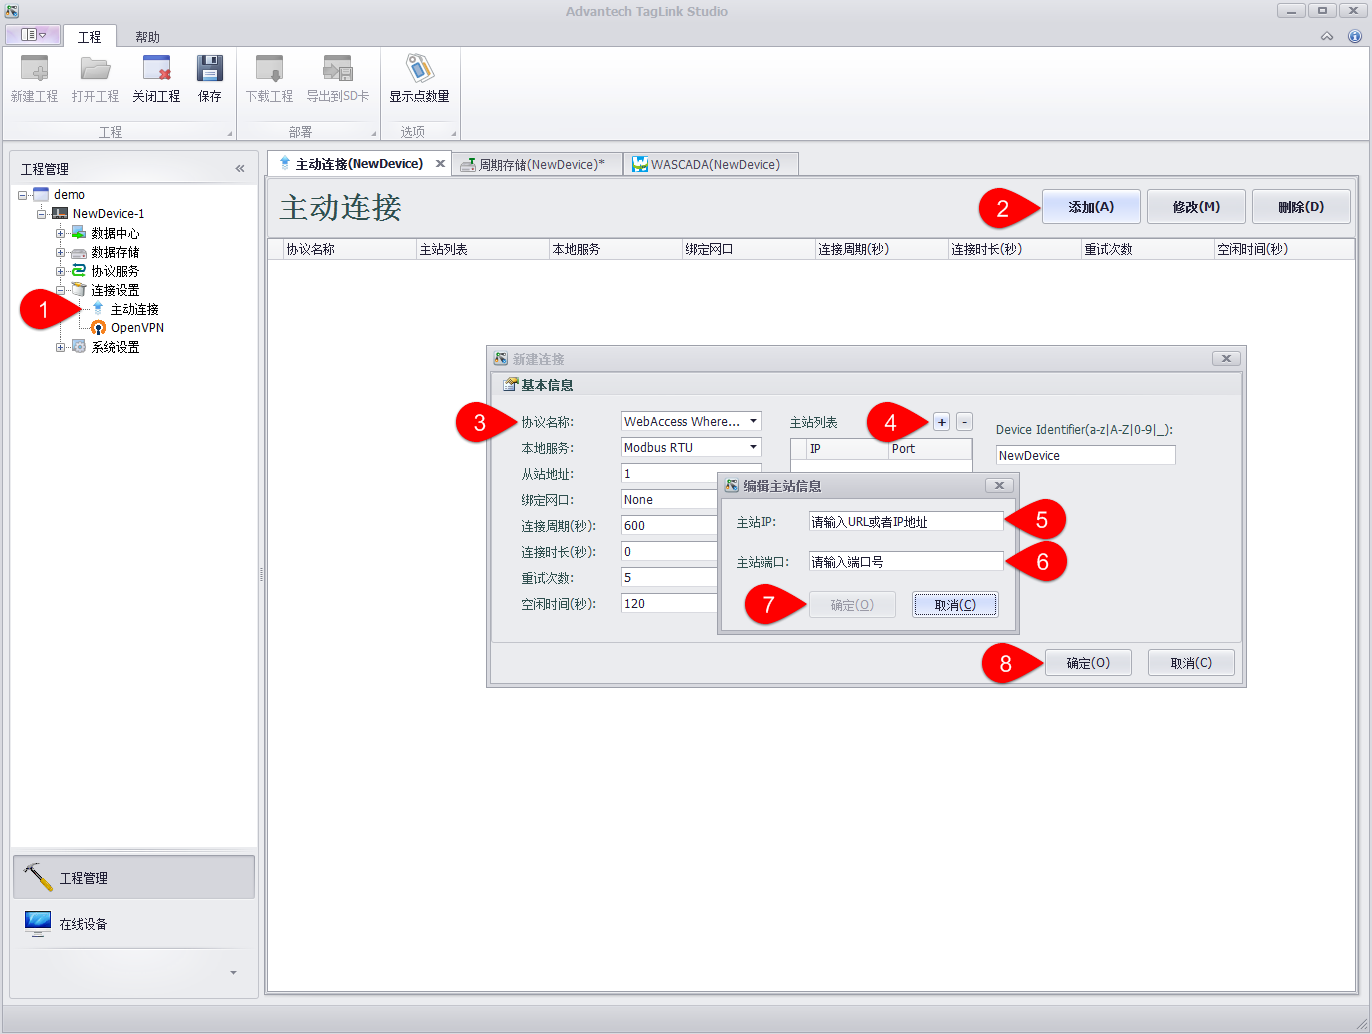 Advantech TagLink Studio
工程
帮助
新建工程
打开工程
关闭工程
保存
下载工程
导出到SD卡
显示点数量
工程
部署
选项
工程管理
主动连接(NewDevice)
周期存储(NewDevice)*
WASCADA(NewDevice)
demo
NewDevice-1
数据中心
数据存储
协议服务
连接设置
1
主动连接
OpenVPN
系统设置
主动连接
2
添加(A)
修改(M)
删除(D)
协议名称
主站列表
本地服务
绑定网口
连接周期(秒)
连接时长(秒)
重试次数
空闲时间(秒)
新建连接
基本信息
3
协议名称:
WebAccess Where...
本地服务:
Modbus RTU
从站地址:
1
绑定网口:
None
连接周期(秒):
600
连接时长(秒):
0
重试次数:
5
空闲时间(秒):
120
主站列表
4
+
-
IP
Port
Device Identifier(a-z|A-Z|0-9|_):
NewDevice
编辑主站信息
主站IP:
请输入URL或者IP地址
5
主站端口:
请输入端口号
6
7
确定(O)
取消(C)
8
确定(O)
取消(C)
工程管理
在线设备